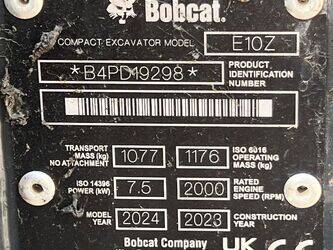 Bobcat.
COMPACT EXCAVATOR MODEL E10Z
*B4PD19298* PRODUCT IDENTIFICATION NUMBER
TRANSPORT MASS (kg) NO ATTACHMENT 1077 1176 ISO 6016 OPERATING MASS (kg)
ISO 14396 POWER (kW) 7.5 2000 RATED ENGINE SPEED (RPM)
MODEL YEAR 2024 2023 CONSTRUCTION YEAR
Bobcat Company UK CE